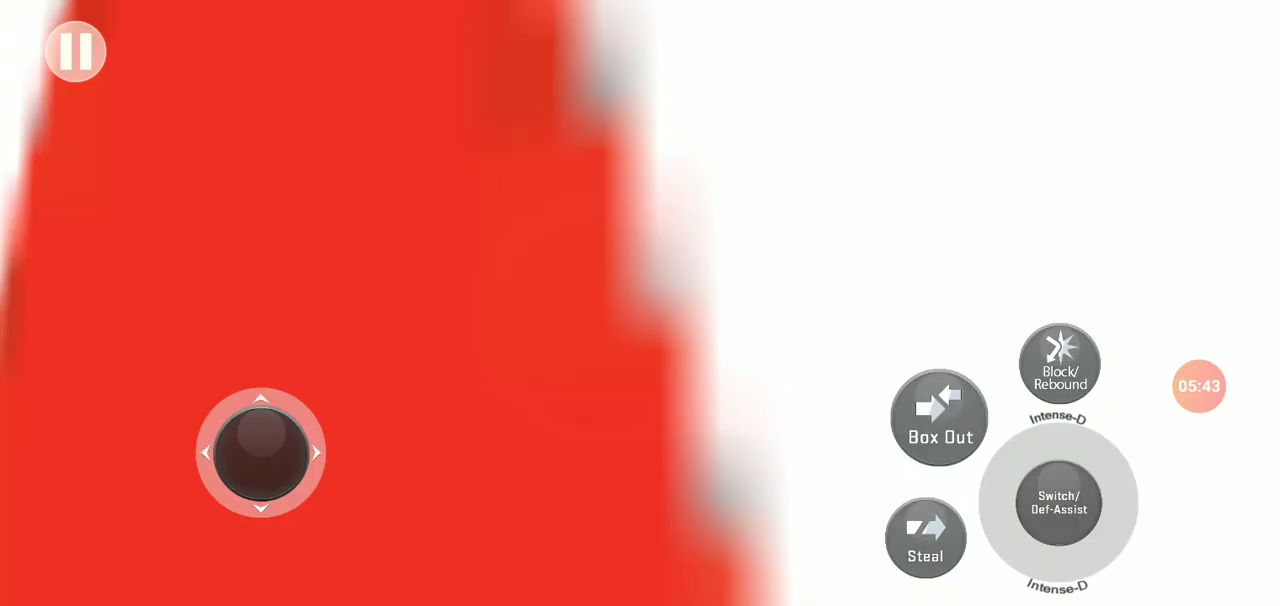 Block/
Rebound
Intense-D
Box Out
05:43
Switch/
Def-Assist
Steal
Intense-D